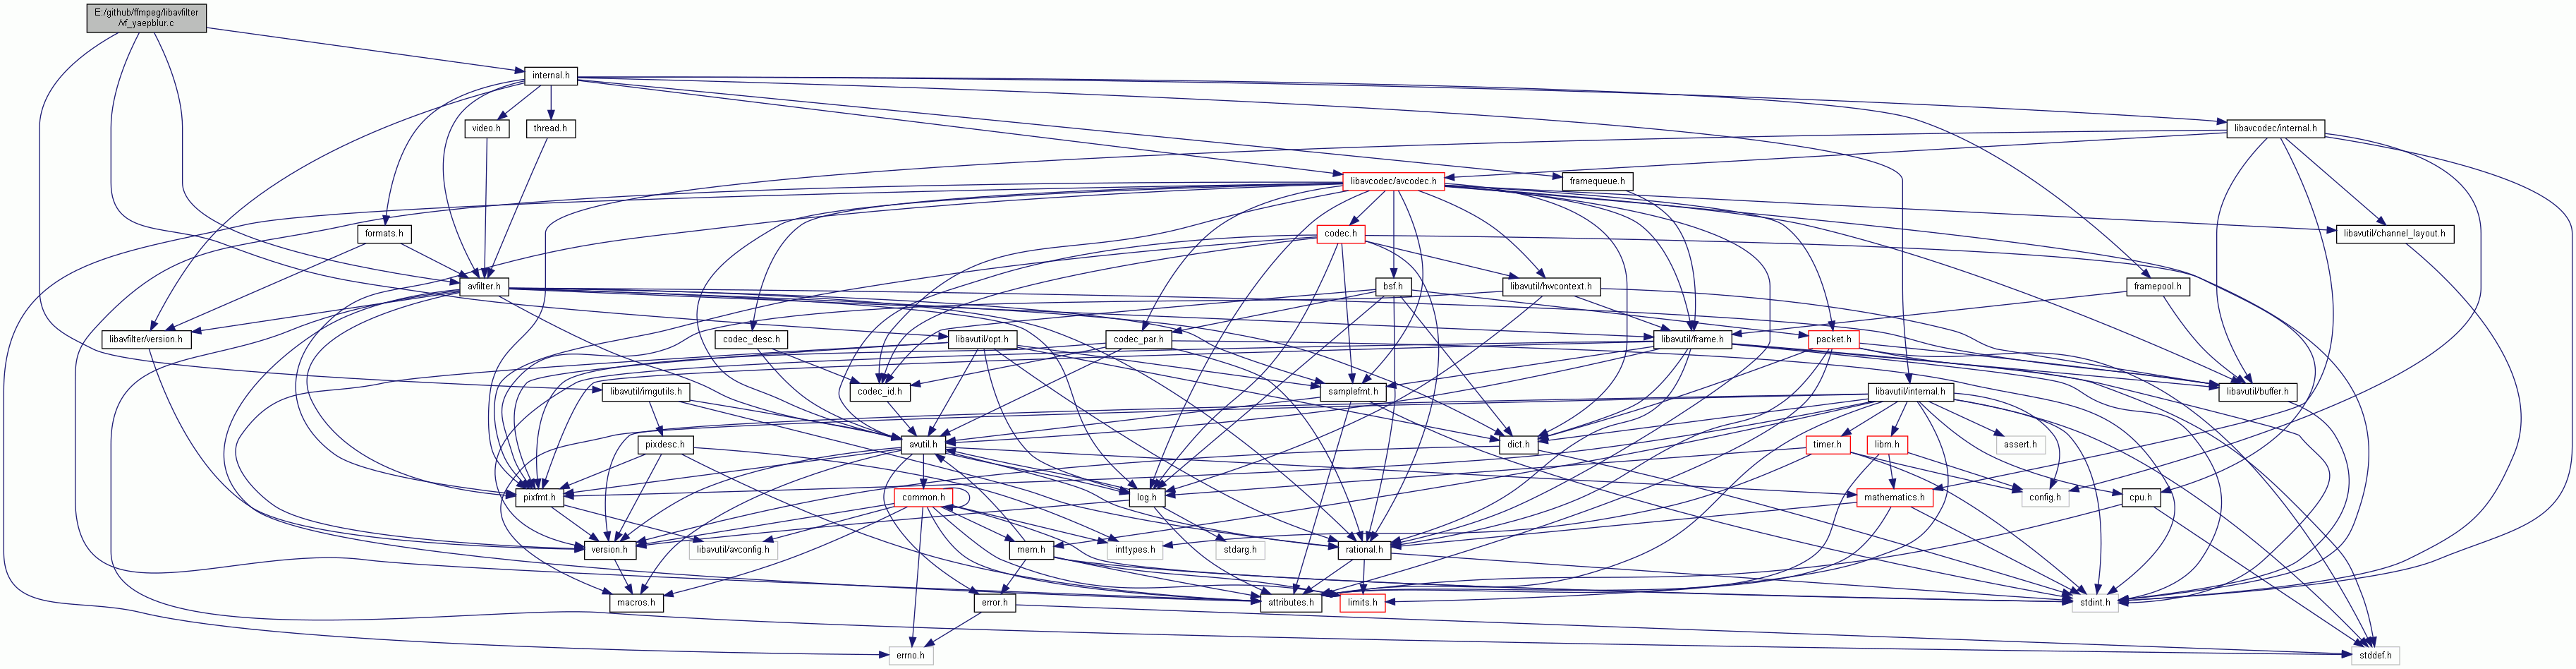 E:/github/ffmpeg/libavfilter
/vf_yaepblur.c
internal.h
video.h
thread.h
libavcodec/internal.h
libavcodec/avcodec.h
framequeue.h
formats.h
codec.h
libavutil/channel_layout.h
avfilter.h
bsf.h
libavutil/hwcontext.h
framepool.h
libavfilter/version.h
codec_desc.h
libavutil/opt.h
codec_par.h
libavutil/frame.h
packet.h
libavutil/imgutils.h
codec_id.h
samplefmt.h
libavutil/internal.h
libavutil/buffer.h
pixdesc.h
avutil.h
dict.h
timer.h
libm.h
assert.h
pixfmt.h
common.h
log.h
mathematics.h
config.h
cpu.h
version.h
libavutil/avconfig.h
mem.h
inttypes.h
stdarg.h
rational.h
macros.h
error.h
attributes.h
limits.h
stdint.h
errno.h
stddef.h